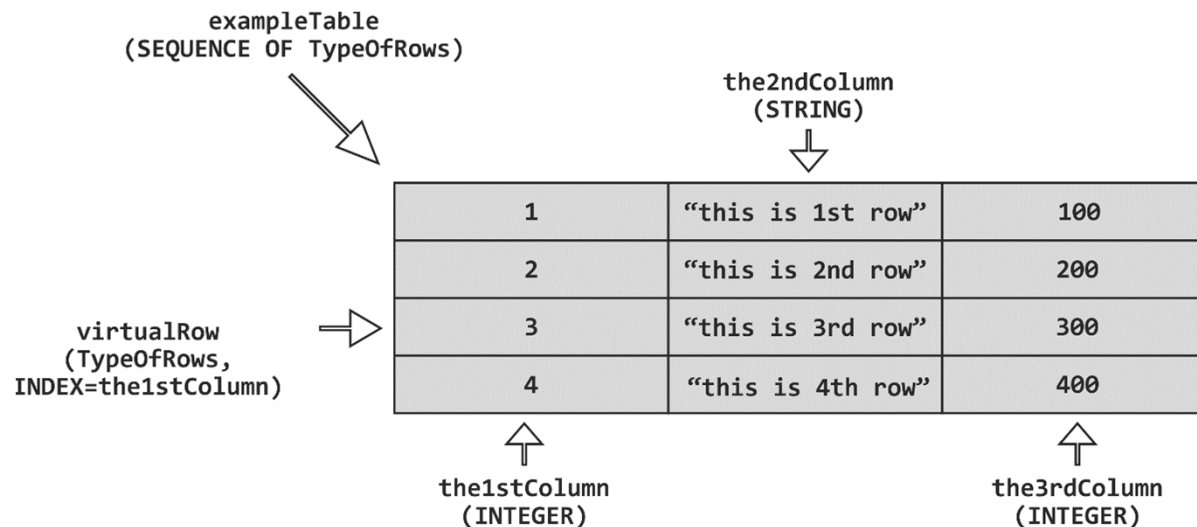 exampleTable
(SEQUENCE OF TypeOfRows)
the2ndColumn
(STRING)
1 “this is 1st row” 100
2 “this is 2nd row” 200
virtualRow
(TypeOfRows,
INDEX=the1stColumn)
3 “this is 3rd row” 300
4 “this is 4th row” 400
the1stColumn
(INTEGER)
the3rdColumn
(INTEGER)